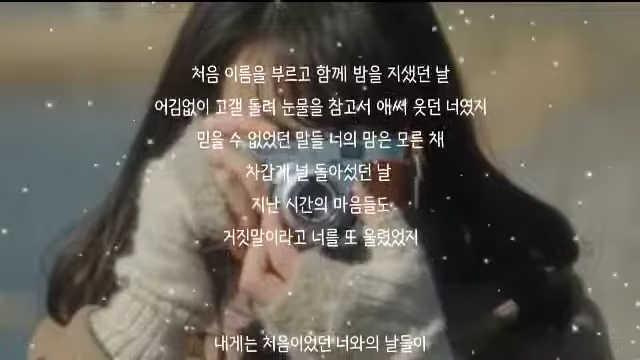 처음 이름을 부르고 함께 밤을 지샜던 날
어김없이 고갤 돌려 눈물을 참고서 애써 웃던 너였지
믿을 수 없었던 말들 너의 맘은 모른 채
차갑게 널 돌아섰던 날
지난 시간의 마음들도
거짓말이라고 너를 또 울렸었지
내게는 처음이었던 너와의 날들이